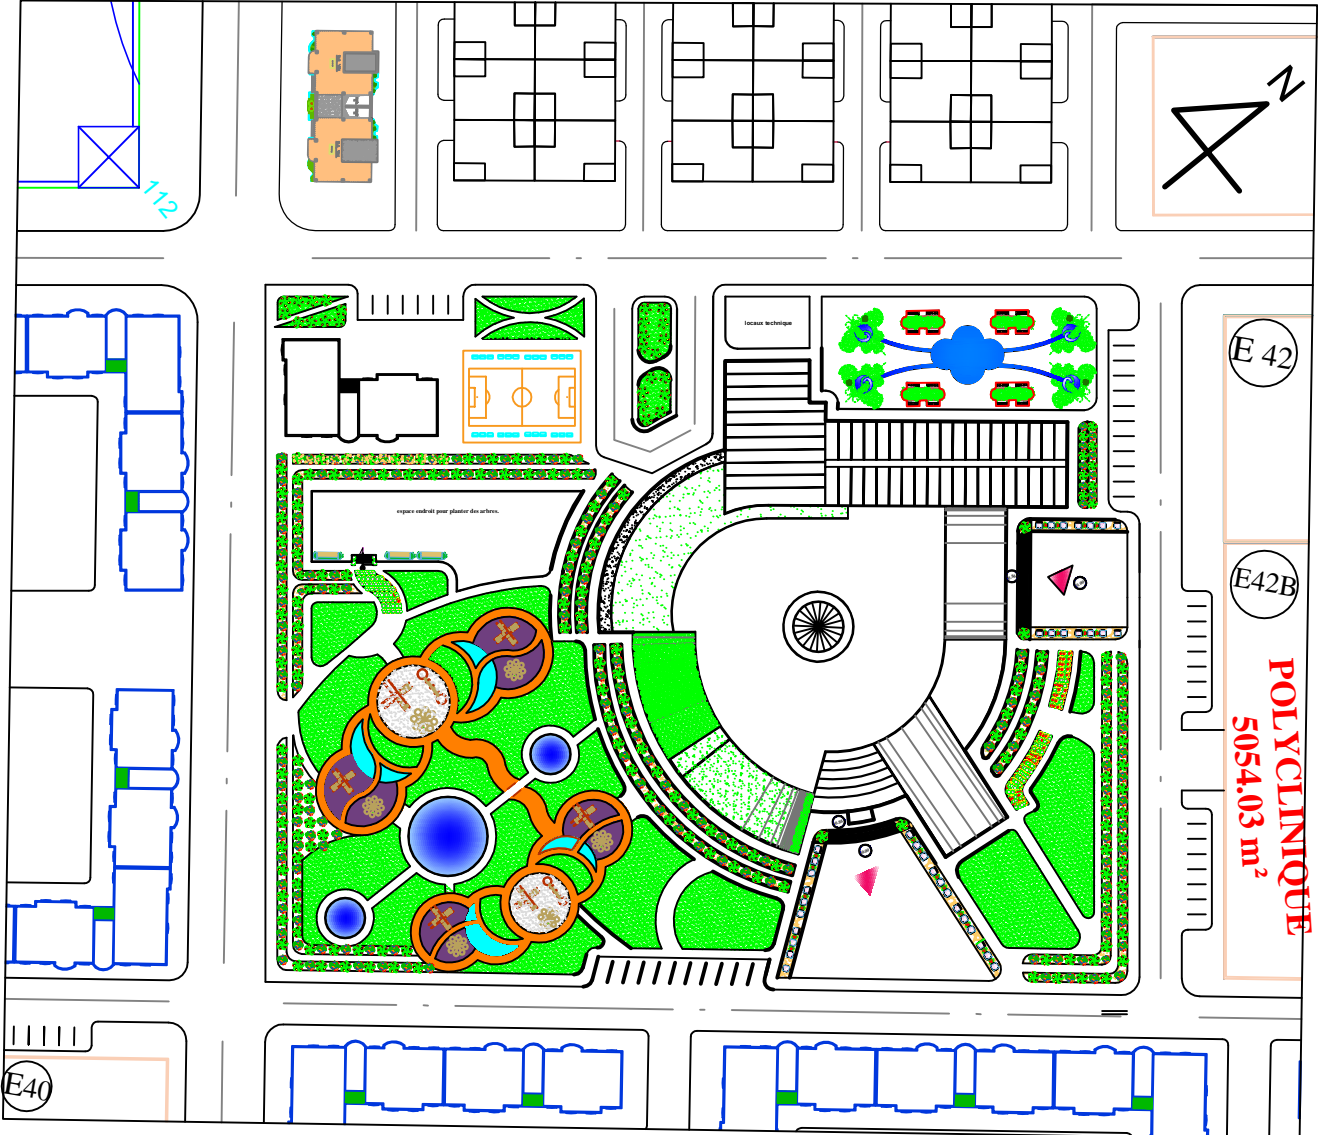 N
112
locaux technique
E 42
espace endroit pour planter des arbres.
E42B
POLYCLINIQUE
5054.03 m²
E40